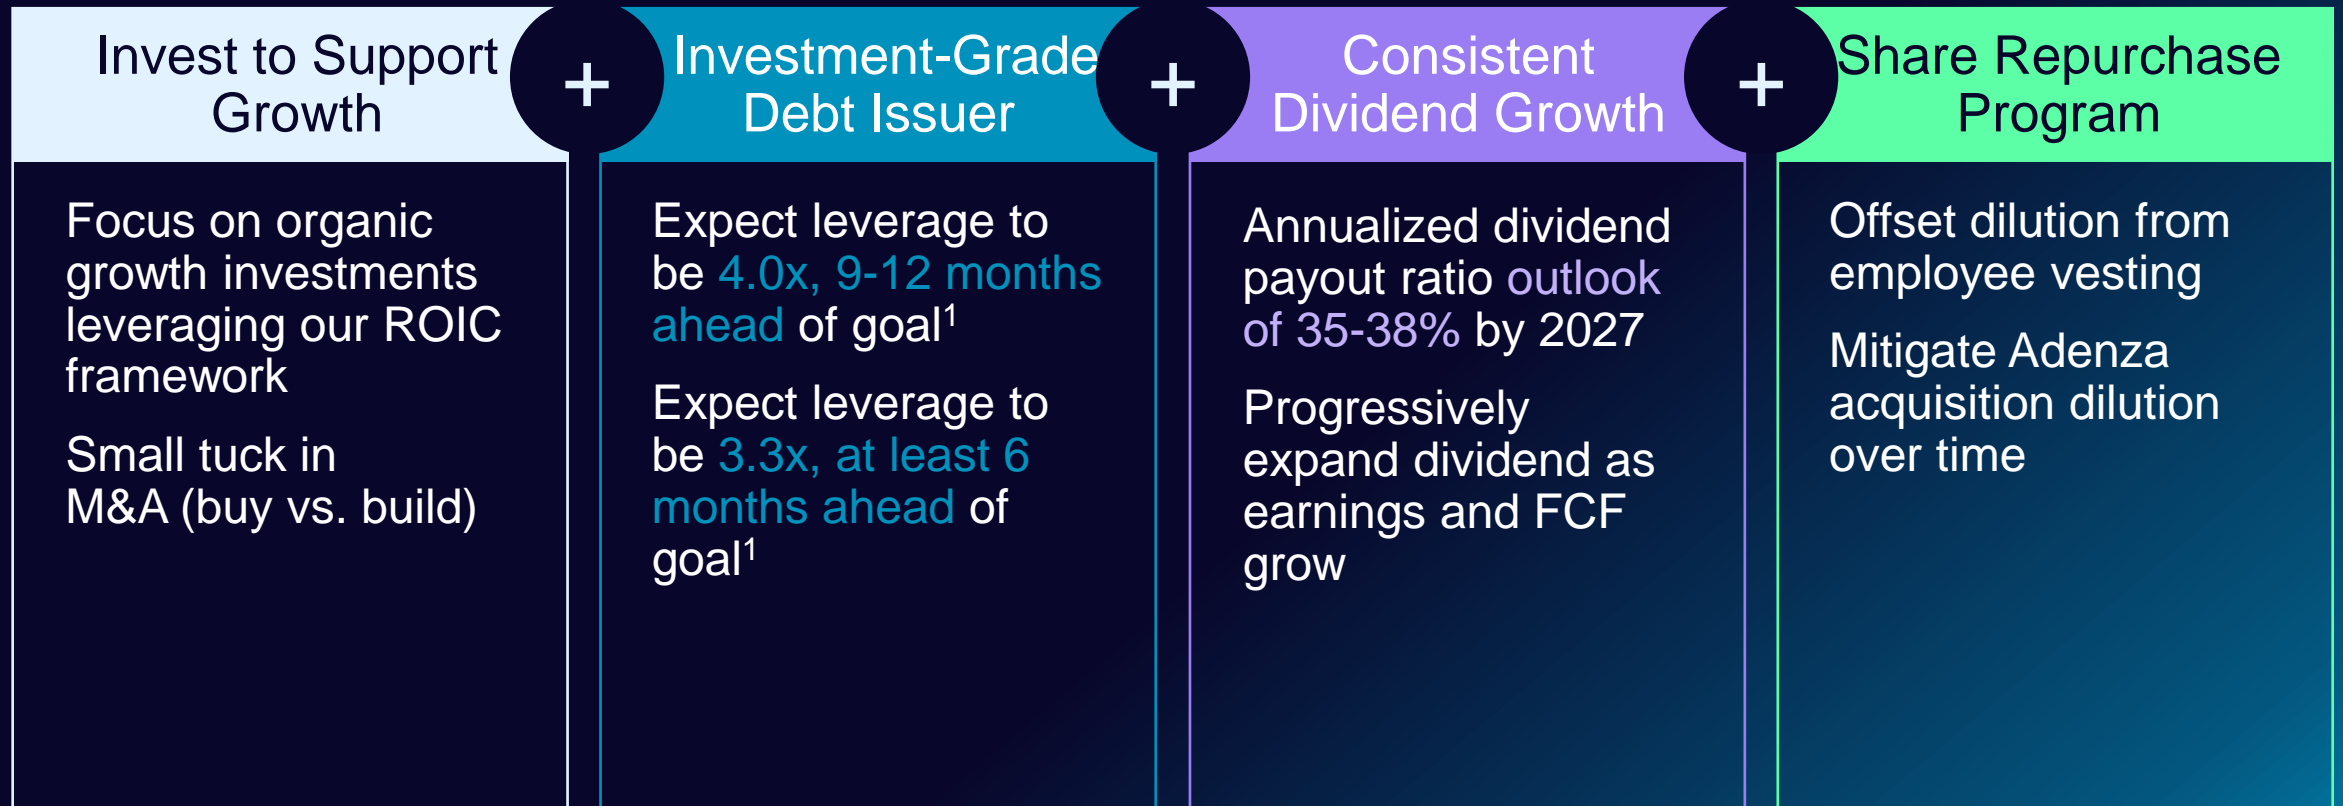 Invest to Support
Growth
+
Investment-Grade
Debt Issuer
+
Consistent
Dividend Growth
+
Share Repurchase
Program
Focus on organic
growth investments
leveraging our ROIC
framework
Small tuck in
M&A (buy vs. build)
Expect leverage to
be 4.0x, 9-12 months
ahead of goal¹
Expect leverage to
be 3.3x, at least 6
months ahead of
goal¹
Annualized dividend
payout ratio outlook
of 35-38% by 2027
Progressively
expand dividend as
earnings and FCF
grow
Offset dilution from
employee vesting
Mitigate Adenza
acquisition dilution
over time